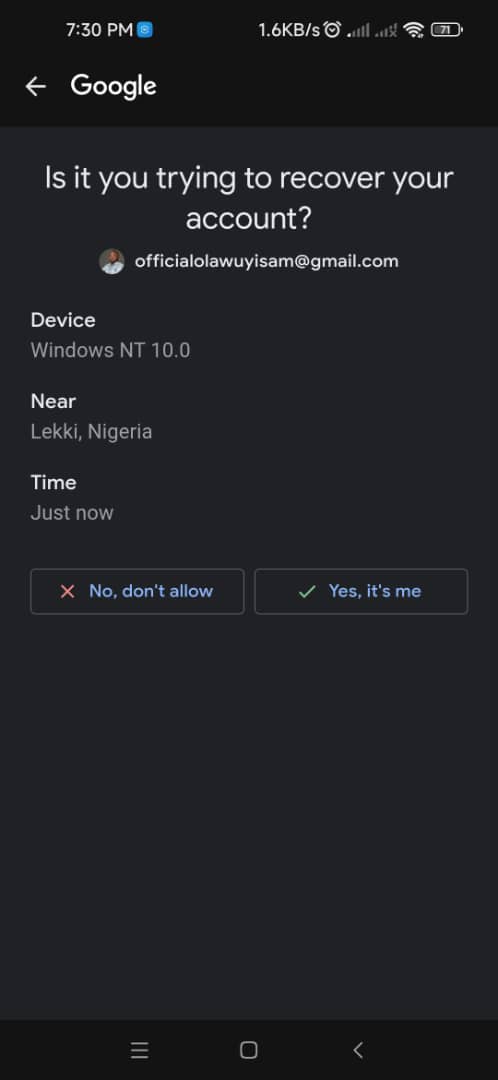 7:30 PM 1.6KB/s 71
Google
Is it you trying to recover your
account?
officialolawuyisam@gmail.com
Device
Windows NT 10.0
Near
Lekki, Nigeria
Time
Just now
No, don't allow Yes, it's me